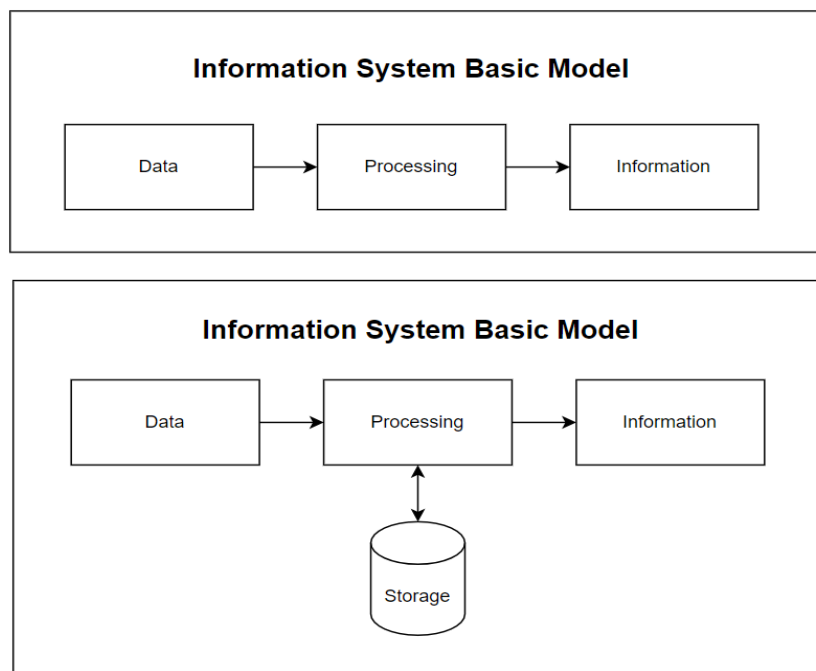 Information System Basic Model
Data
Processing
Information
Information System Basic Model
Data
Processing
Information
Storage